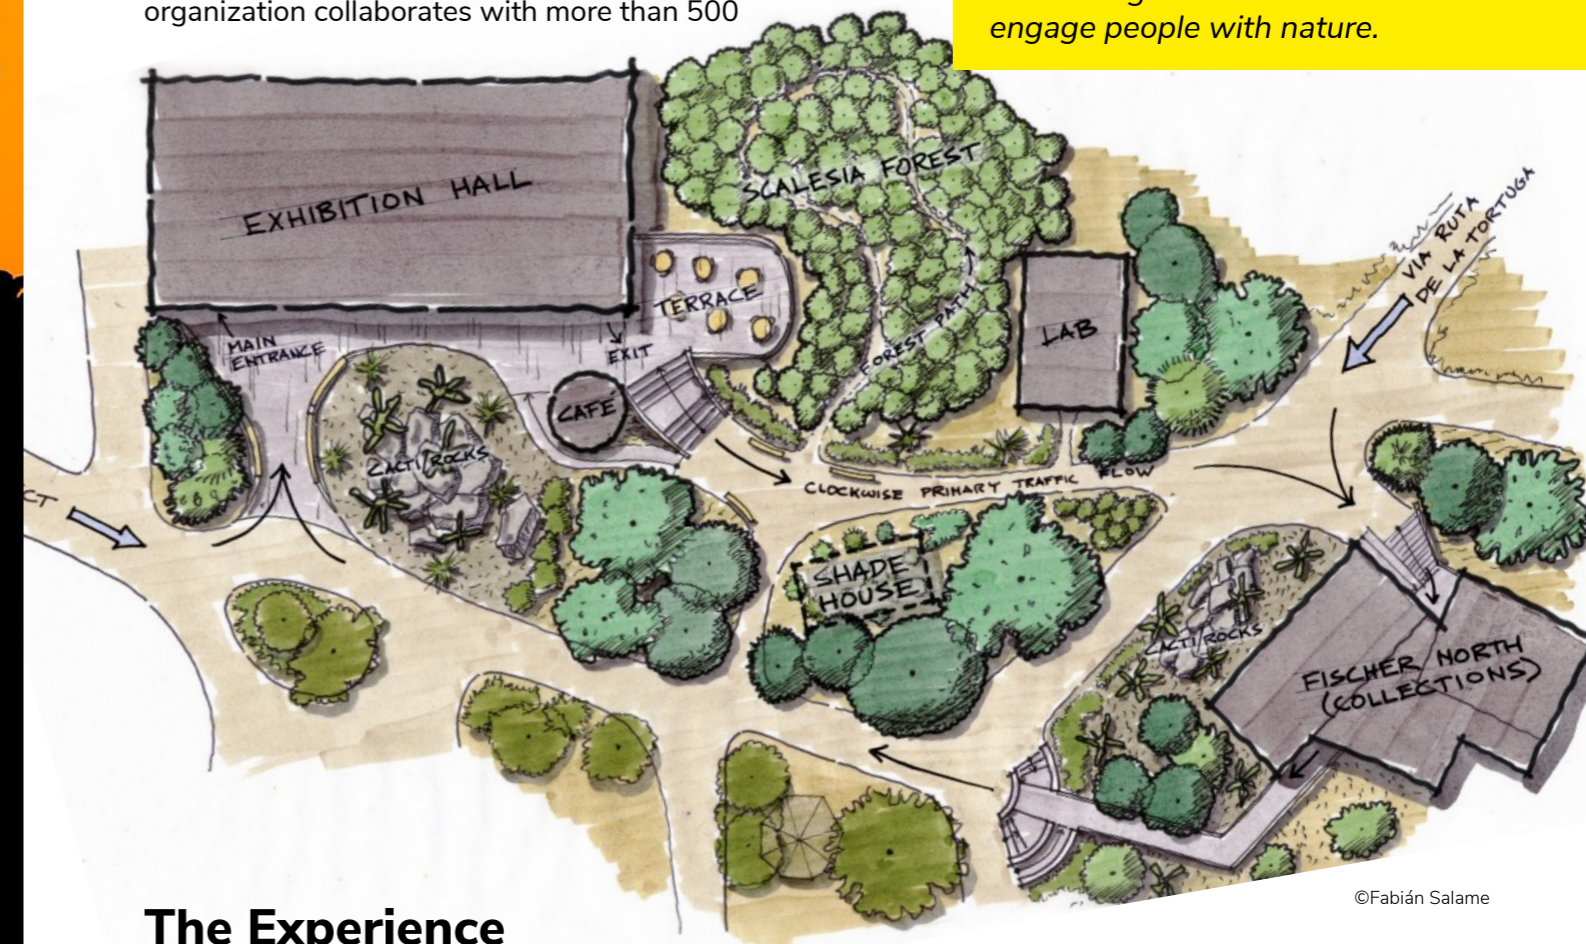 organization collaborates with more than 500
engage people with nature.
EXHIBITION HALL
SCALESIA FOREST
VIA RUTA
DE LA TORTUGA
TERRACE
MAIN
ENTRANCE
EXIT
FOREST PATH
LAB
CAFE
CACTI/ROCKS
CLOCKWISE PRIMARY TRAFFIC FLOW
CT
SHADE
HOUSE
CACTI/ROCKS
FISCHER NORTH
(COLLECTIONS)
©Fabián Salame
The Experience